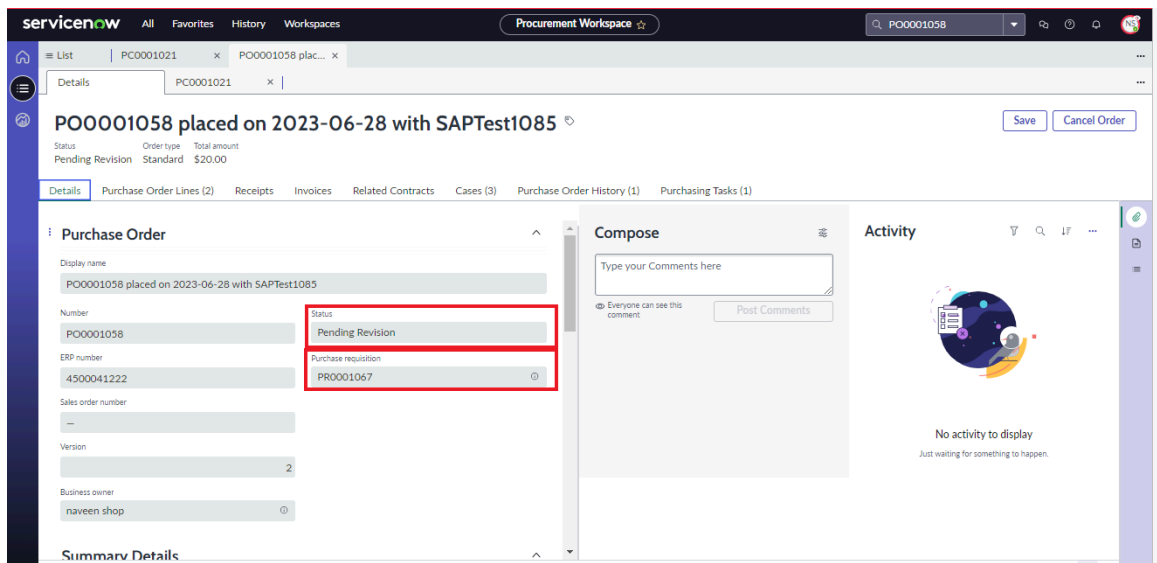 servicenow All Favorites History Workspaces Procurement Workspace PO0001058 NS
List PC0001021 PO0001058 plac...
Details PC0001021
PO0001058 placed on 2023-06-28 with SAPTest1085
Save Cancel Order
Status Order type Total amount
Pending Revision Standard $20.00
Details Purchase Order Lines (2) Receipts Invoices Related Contracts Cases (3) Purchase Order History (1) Purchasing Tasks (1)
Purchase Order
Display name
PO0001058 placed on 2023-06-28 with SAPTest1085
Number
PO0001058
Status
Pending Revision
ERP number
4500041222
Purchase requisition
PR0001067
Sales order number
—
Version
2
Business owner
naveen shop
Summary Details
Compose
Type your Comments here
Everyone can see this
comment
Post Comments
Activity
No activity to display
Just waiting for something to happen.